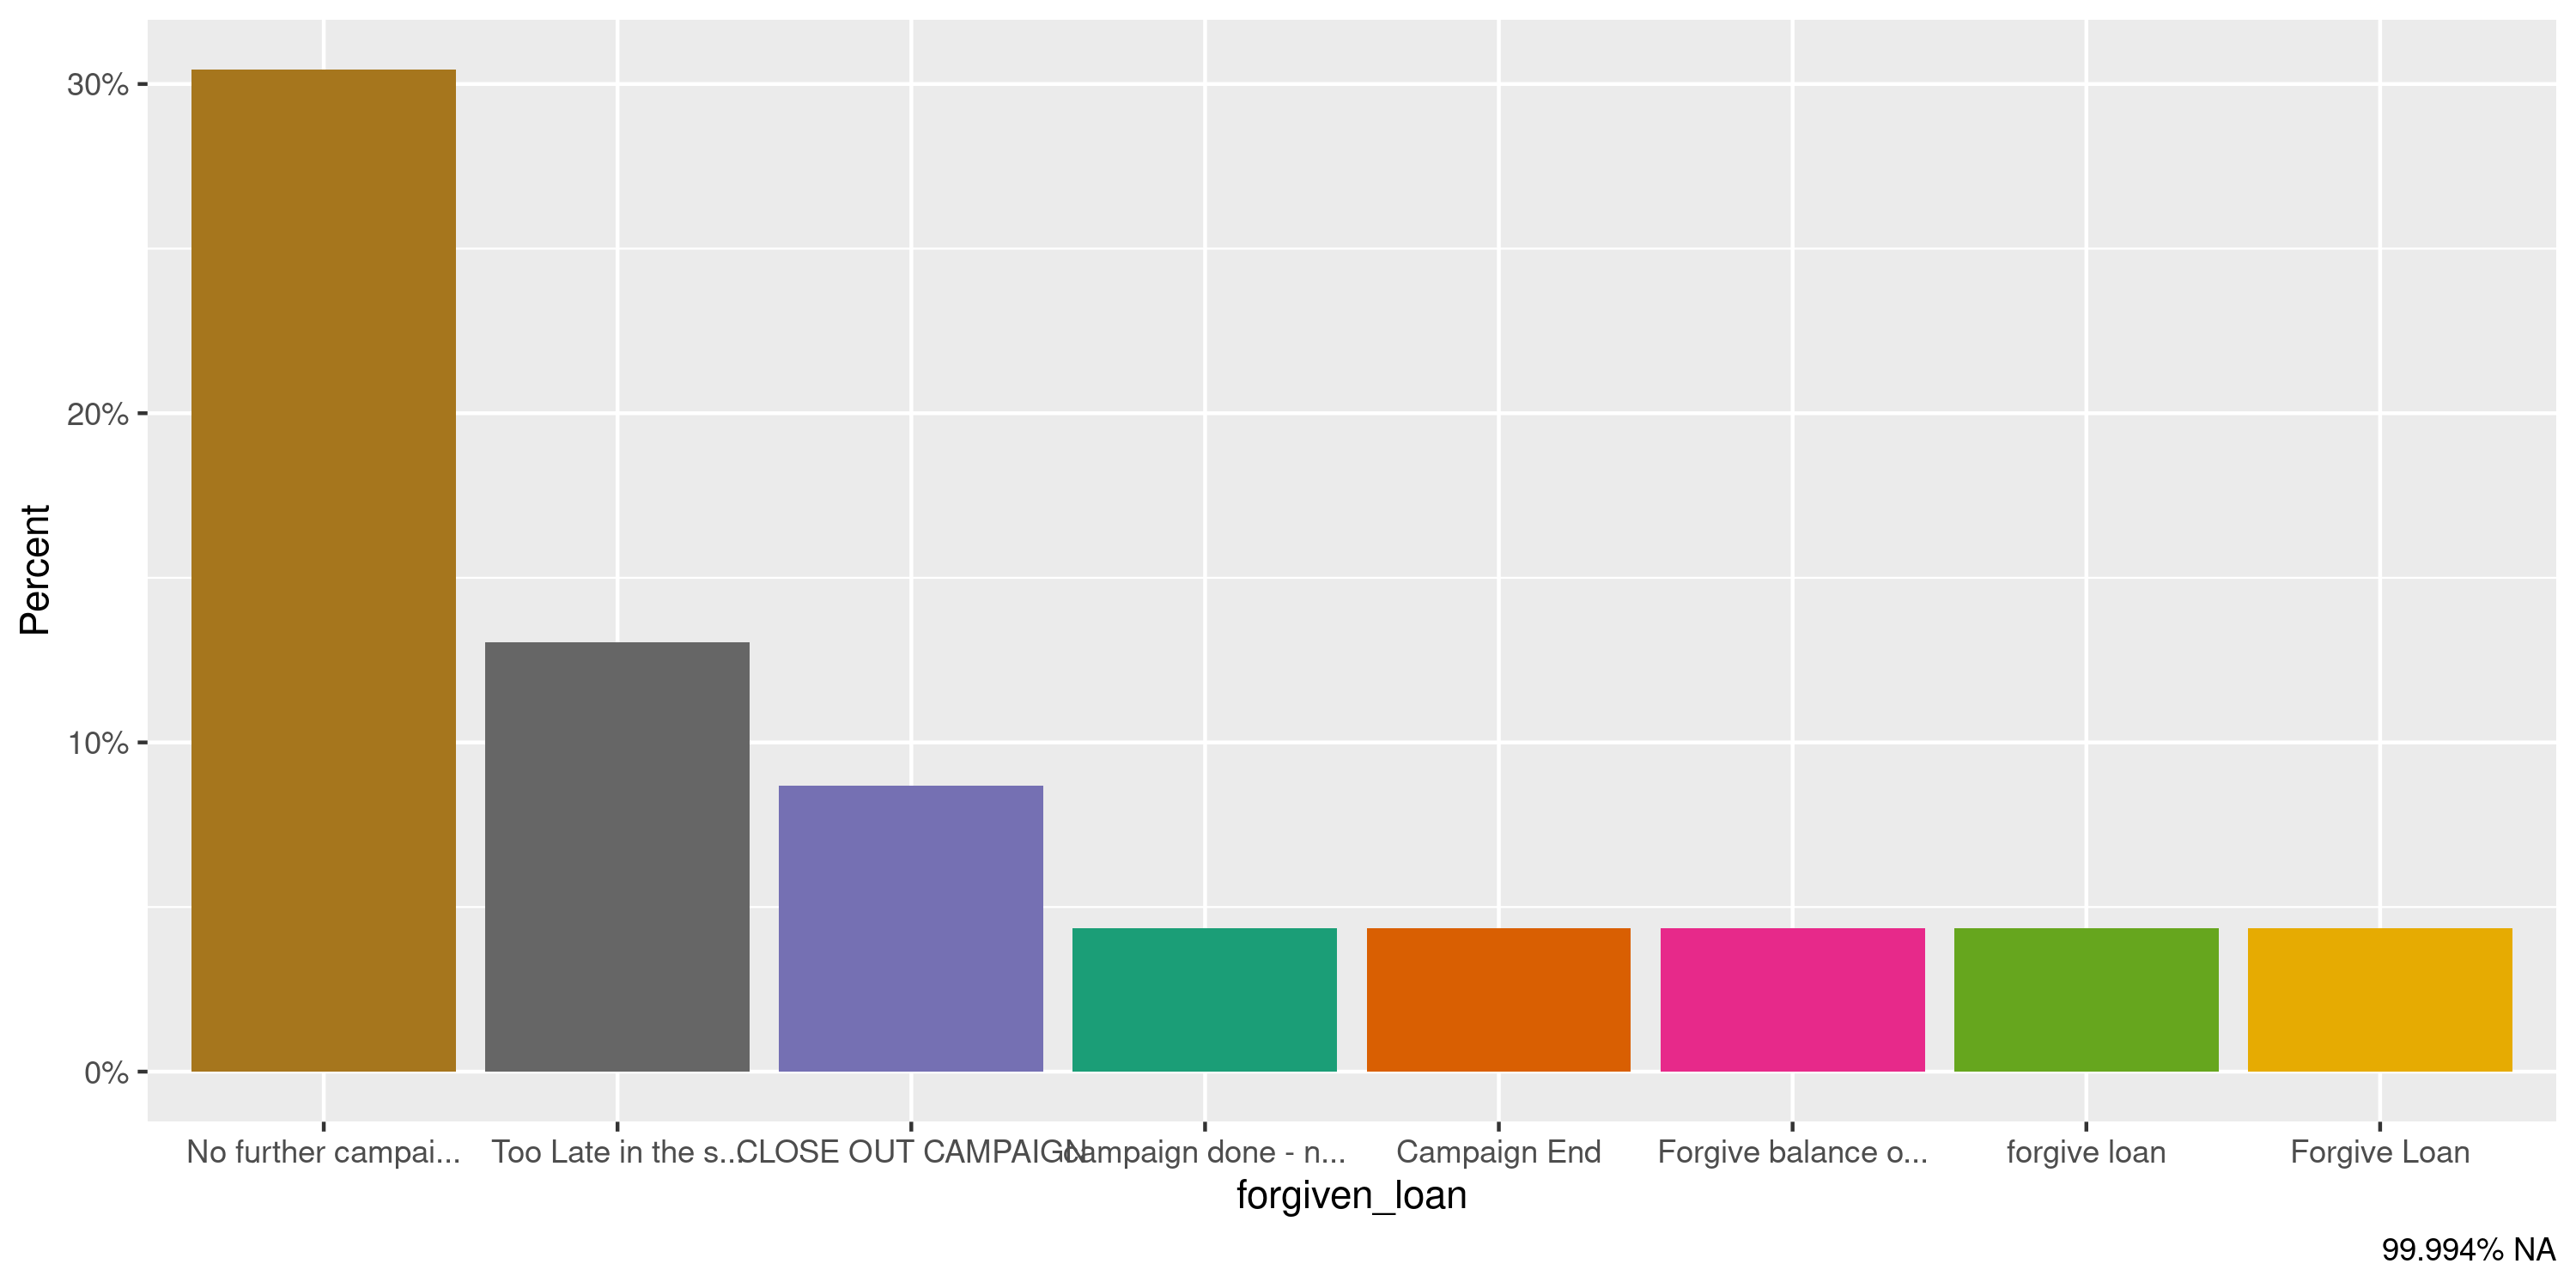 30%
20%
10%
0%
Percent
No further campai...
Too Late in the s...
CLOSE OUT CAMPAIGN
campaign done - n...
Campaign End
Forgive balance o...
forgive loan
Forgive Loan
forgiven_loan
99.994% NA